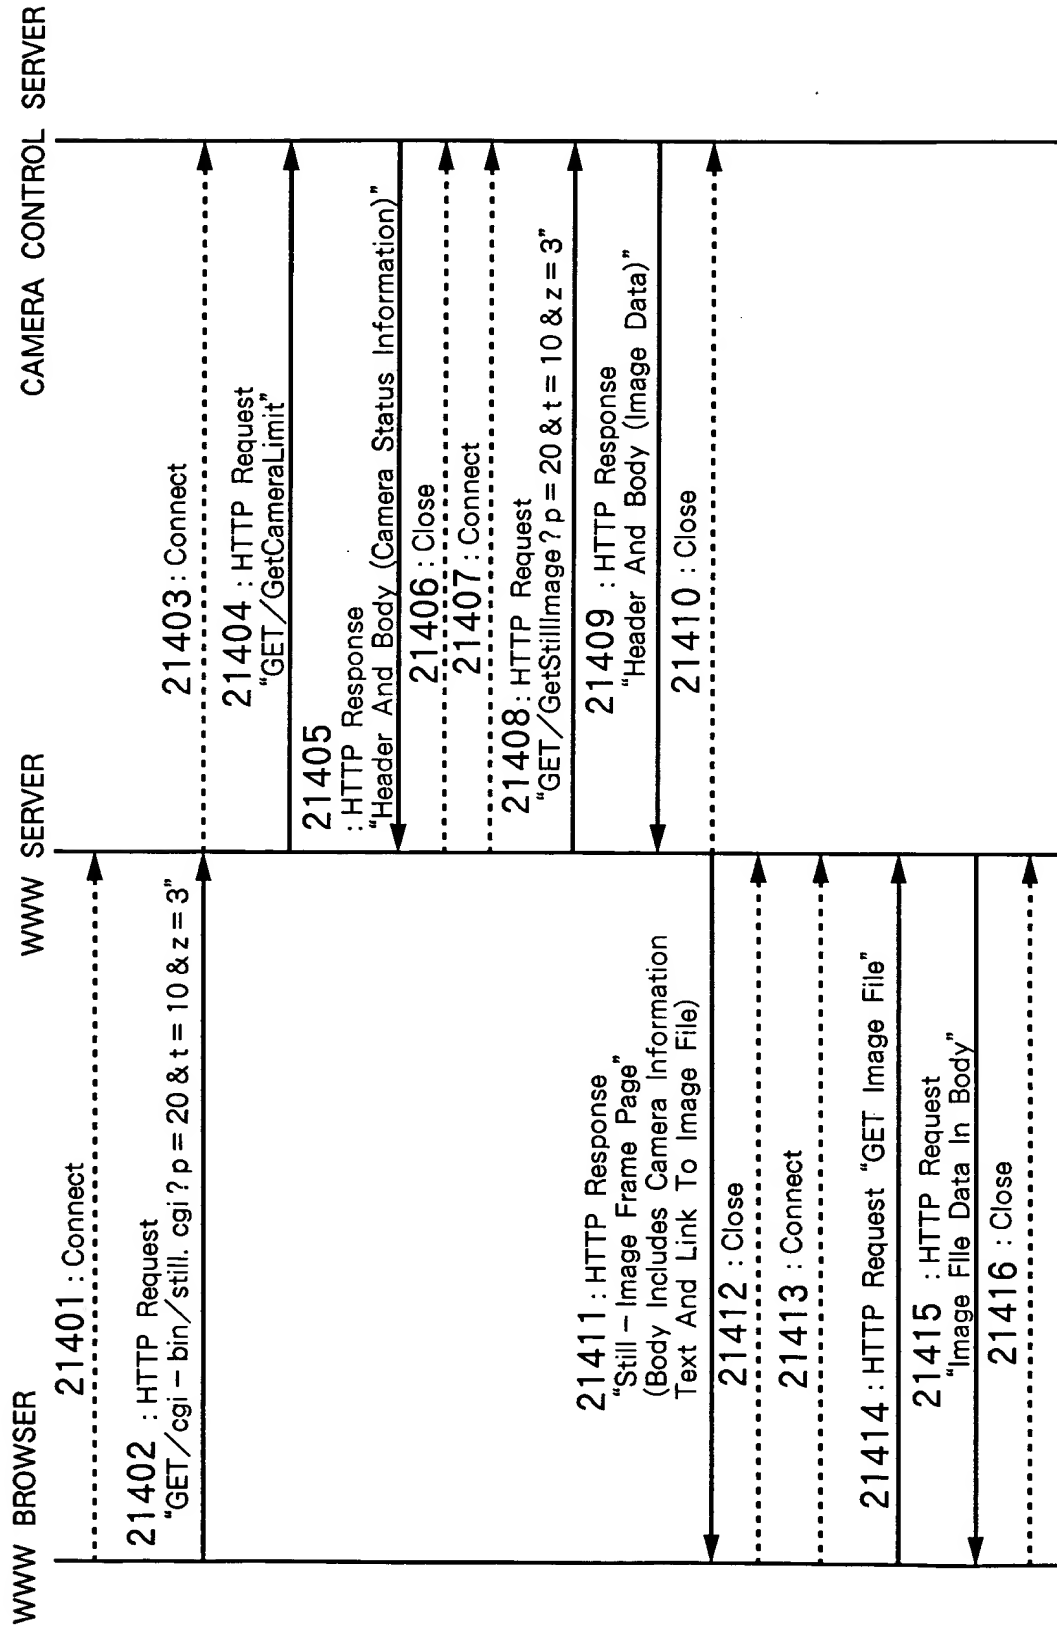 WWW BROWSER
WWW SERVER
CAMERA CONTROL SERVER
21401 : Connect
21402 : HTTP Request
“GET/cgi-bin/still. cgi ? p = 20 & t = 10 & z = 3”
21403 : Connect
21404 : HTTP Request
“GET/GetCameraLimit”
21405
: HTTP Response
“Header And Body (Camera Status Information)”
21406 : Close
21407 : Connect
21408 : HTTP Request
“GET/GetStillImage ? p = 20 & t = 10 & z = 3”
21409 : HTTP Response
“Header And Body (Image Data)”
21410 : Close
21411 : HTTP Response
“Still-Image Frame Page”
(Body Includes Camera Information
Text And Link To Image File)
21412 : Close
21413 : Connect
21414 : HTTP Request “GET Image File”
21415 : HTTP Request
“Image FIle Data In Body”
21416 : Close